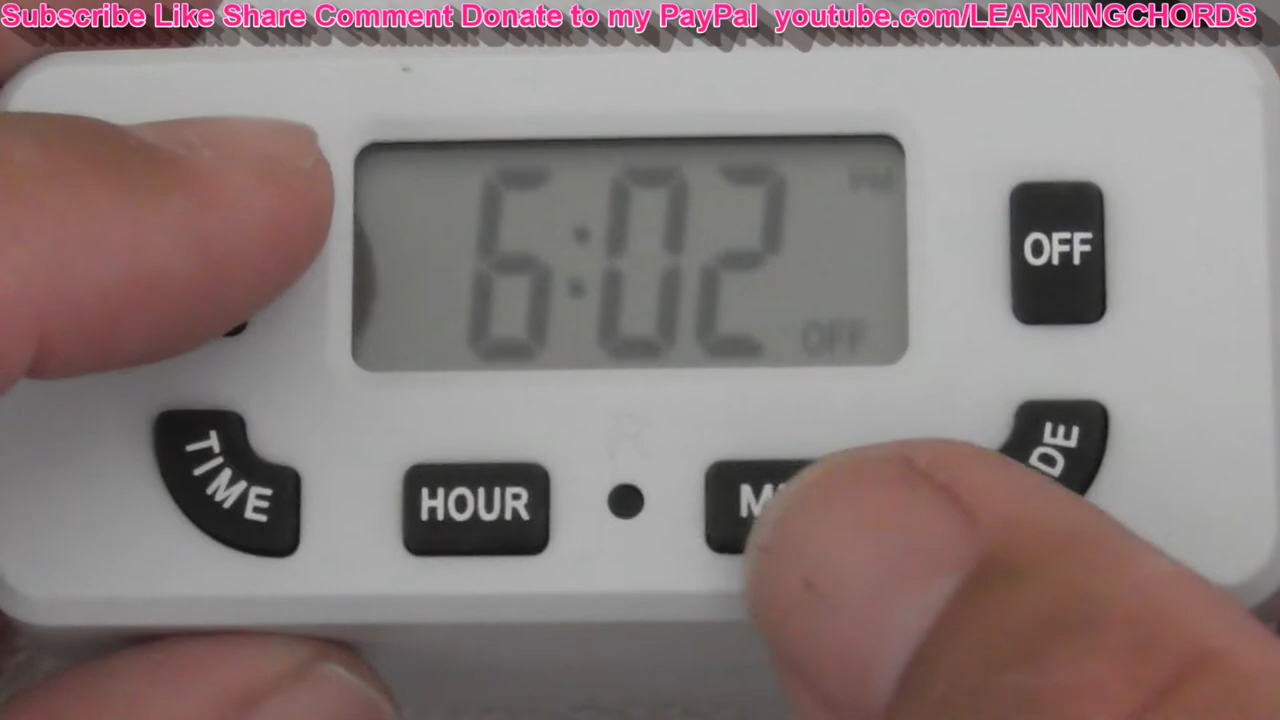 Subscribe Like Share Comment Donate to my PayPal youtube.com/LEARNINGCHORDS
6:02
PM
OFF
OFF
TIME
HOUR
R